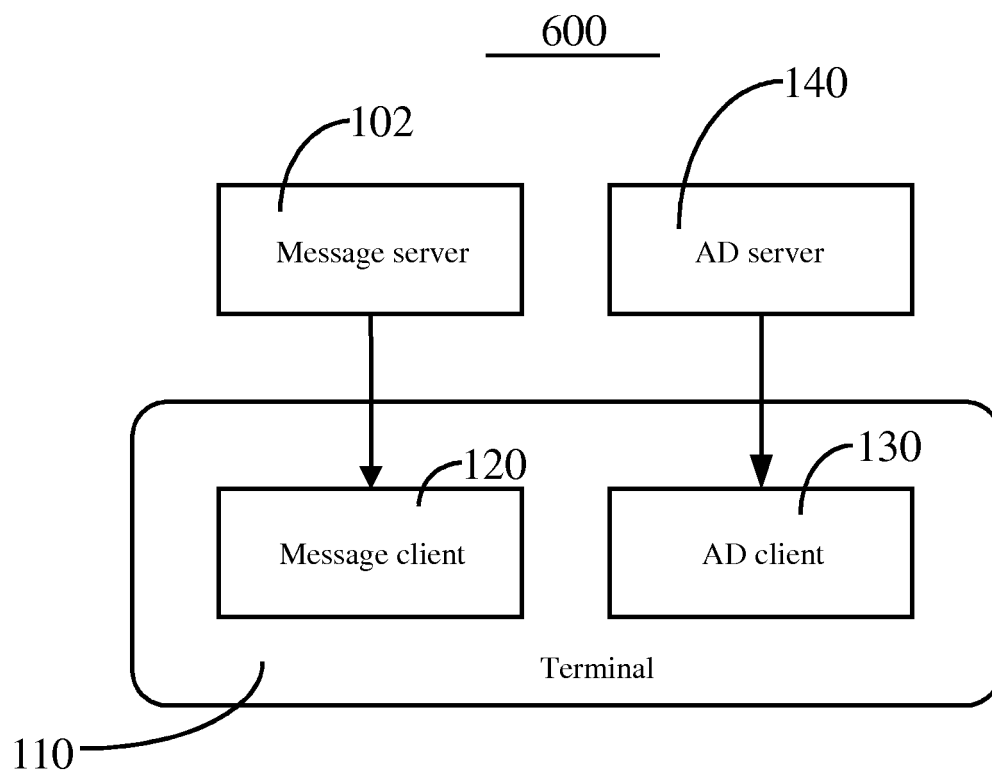 600
140
102
Message server
AD server
120
130
Message client
AD client
Terminal
110